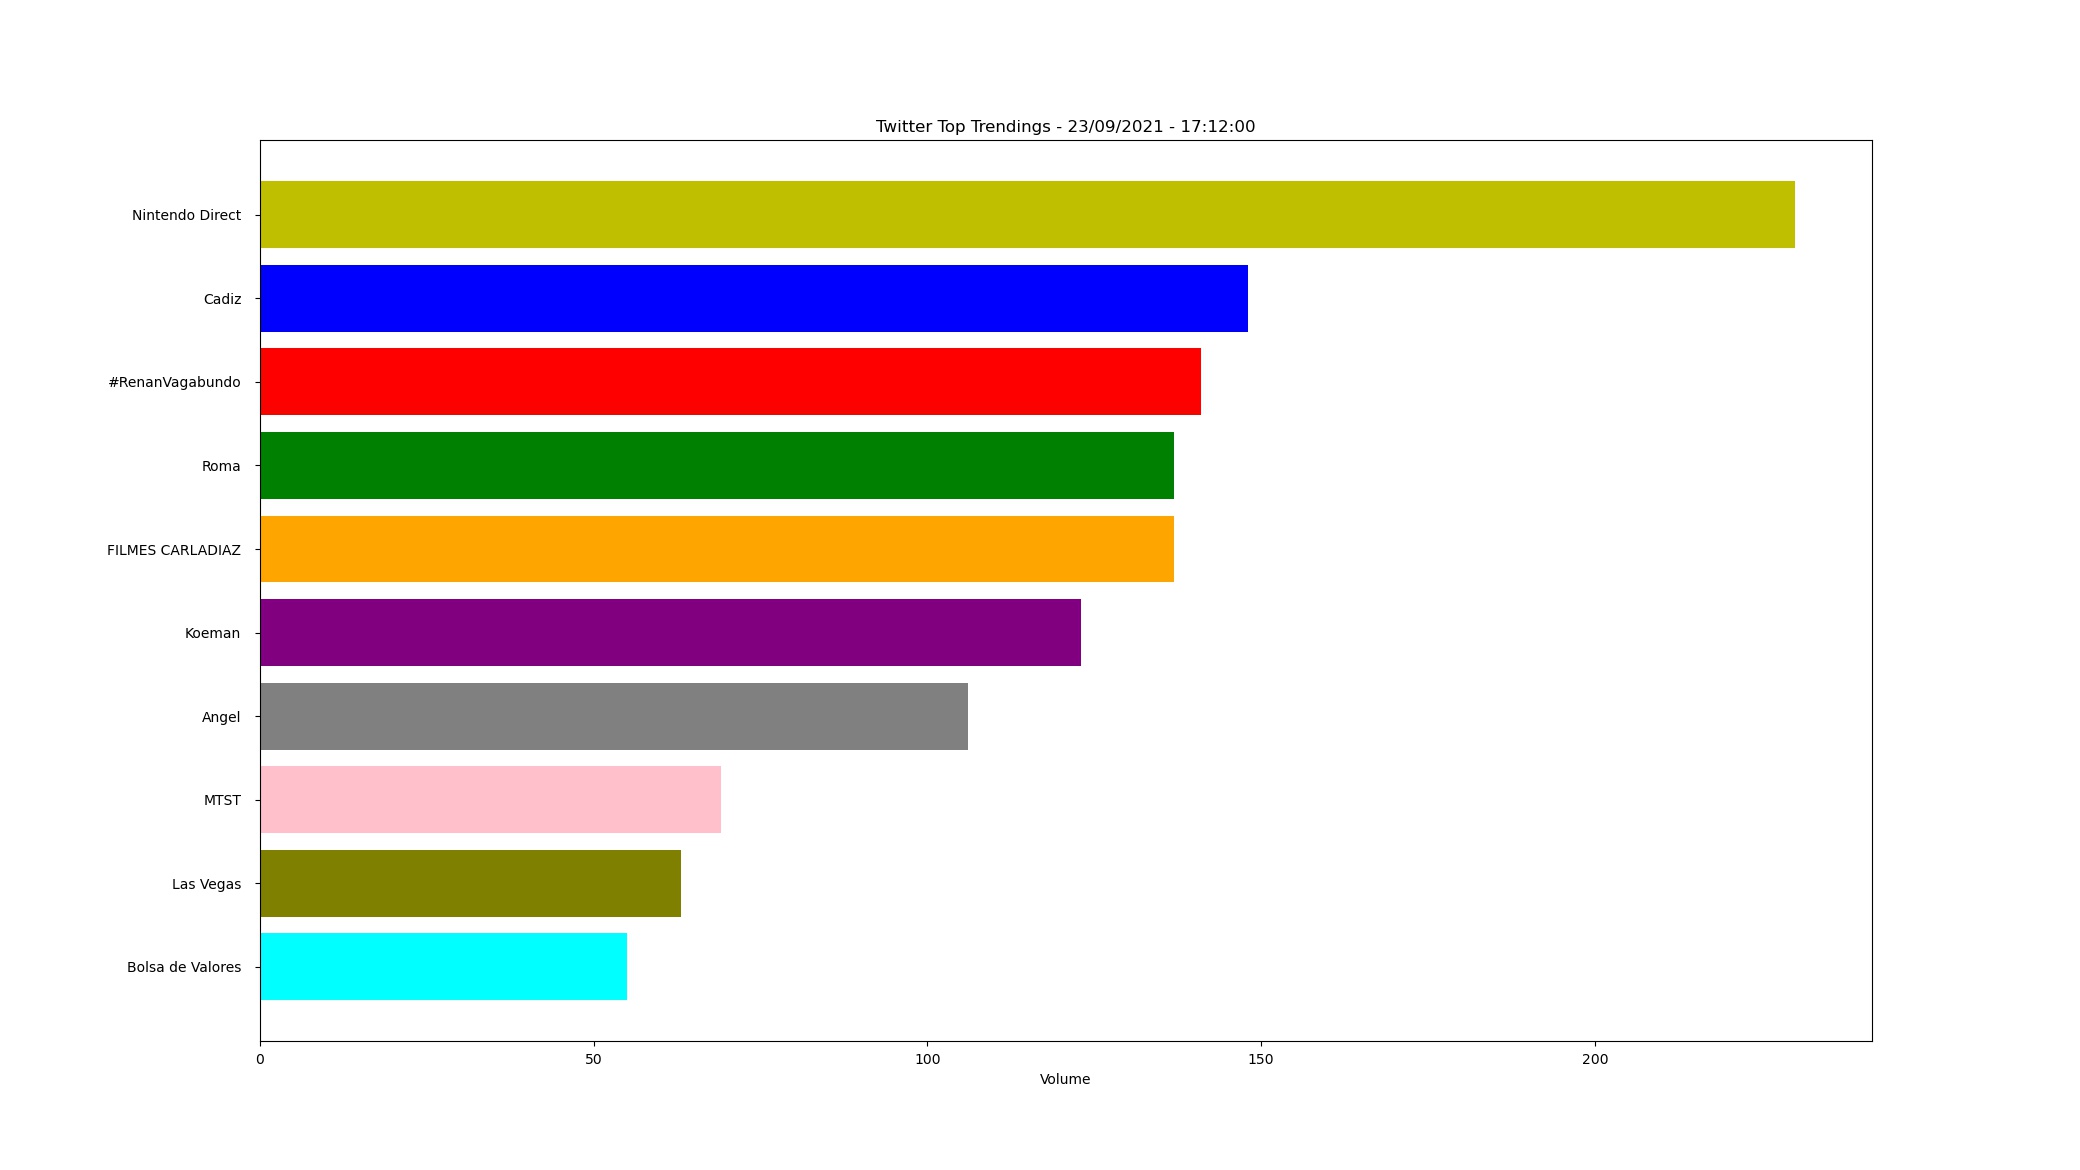 Twitter Top Trendings - 23/09/2021 - 17:12:00
Nintendo Direct
Cadiz
#RenanVagabundo
Roma
FILMES CARLADIAZ
Koeman
Angel
MTST
Las Vegas
Bolsa de Valores
0 50 100 150 200
Volume